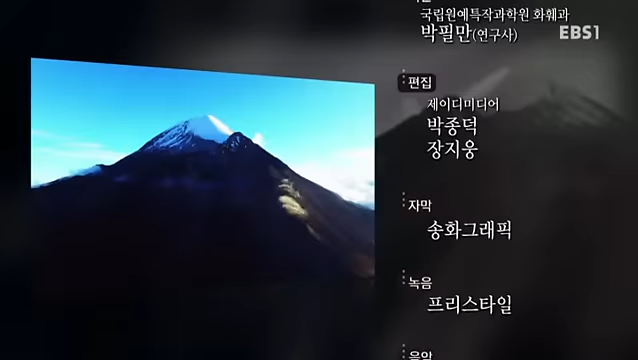 국립원예특작과학원 화훼과
박필만(연구사)
EBS1
편집
제이디미디어
박종덕
장지웅
자막
송화그래픽
녹음
프리스타일
음악